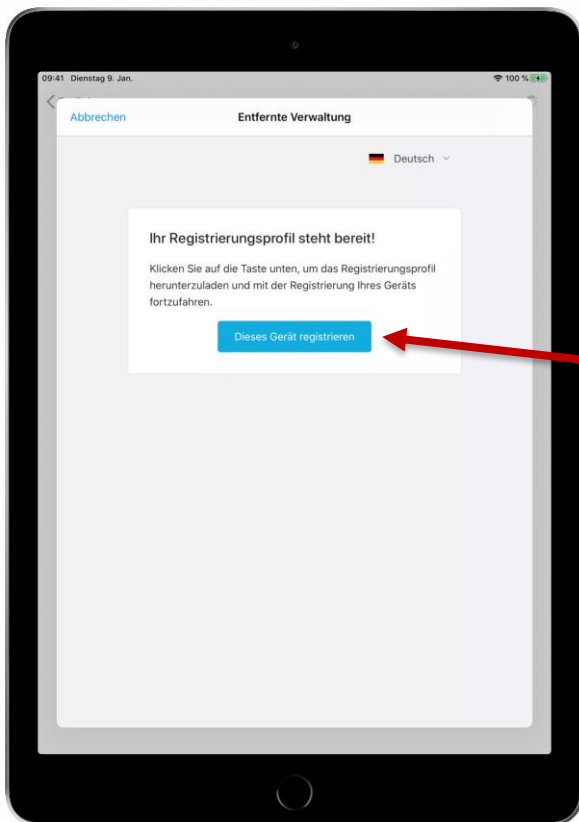 09:41 Dienstag 9. Jan.
100 %
Abbrechen
Entfernte Verwaltung
Deutsch
Ihr Registrierungsprofil steht bereit!
Klicken Sie auf die Taste unten, um das Registrierungsprofil
herunterzuladen und mit der Registrierung Ihres Geräts
fortzufahren.
Dieses Gerät registrieren